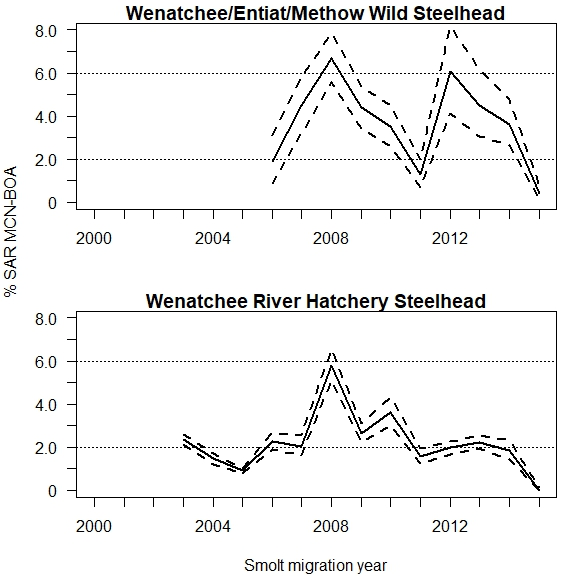 Wenatchee/Entiat/Methow Wild Steelhead
8.0
6.0
4.0
2.0
0
2000 2004 2008 2012
% SAR MCN-BOA
Wenatchee River Hatchery Steelhead
8.0
6.0
4.0
2.0
0
2000 2004 2008 2012
Smolt migration year